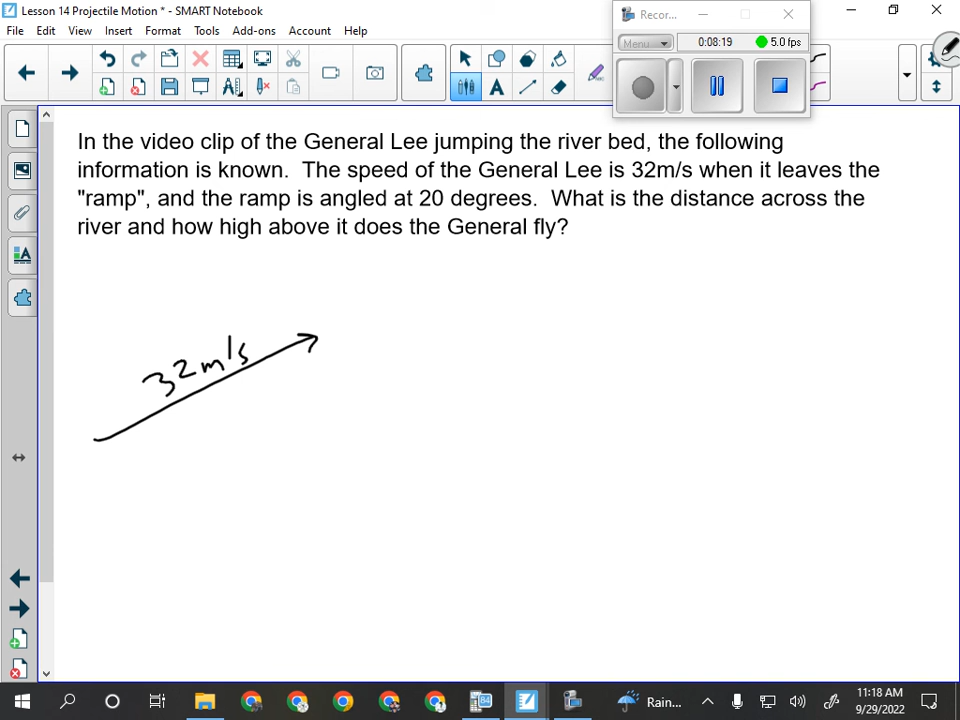 Lesson 14 Projectile Motion * - SMART Notebook
Recor...
File Edit View Insert Format Tools Add-ons Account Help
Menu 0:08:19 5.0 fps
In the video clip of the General Lee jumping the river bed, the following
information is known. The speed of the General Lee is 32m/s when it leaves the
"ramp", and the ramp is angled at 20 degrees. What is the distance across the
river and how high above it does the General fly?
32m/s
Rain...
11:18 AM
9/29/2022